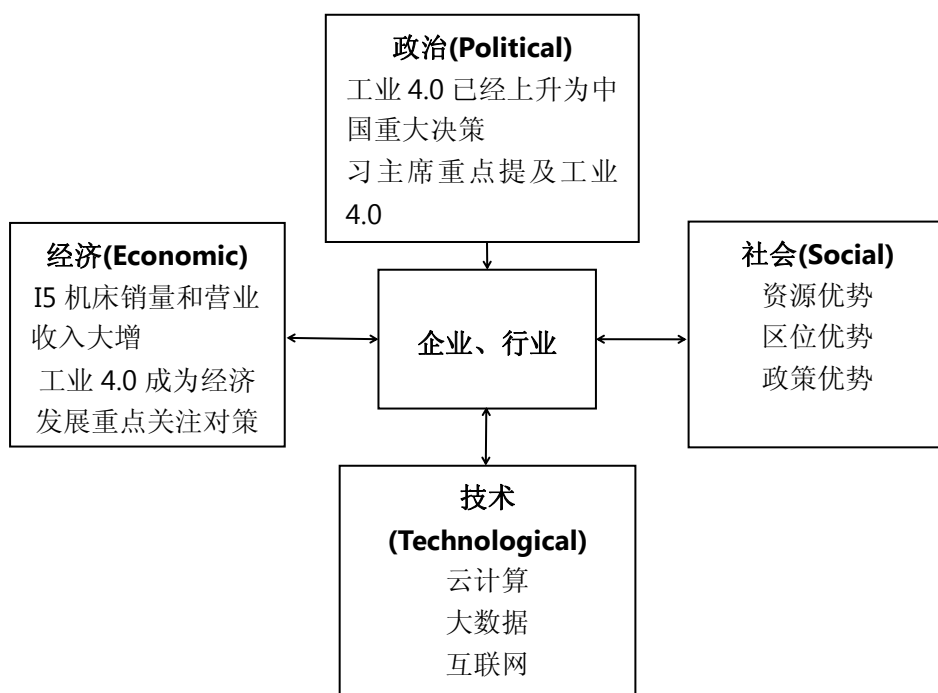 政治(Political)
工业 4.0 已经上升为中
国重大决策
习主席重点提及工业
4.0
经济(Economic)
I5 机床销量和营业
收入大增
工业 4.0 成为经济
发展重点关注对策
企业、行业
社会(Social)
资源优势
区位优势
政策优势
技术
(Technological)
云计算
大数据
互联网